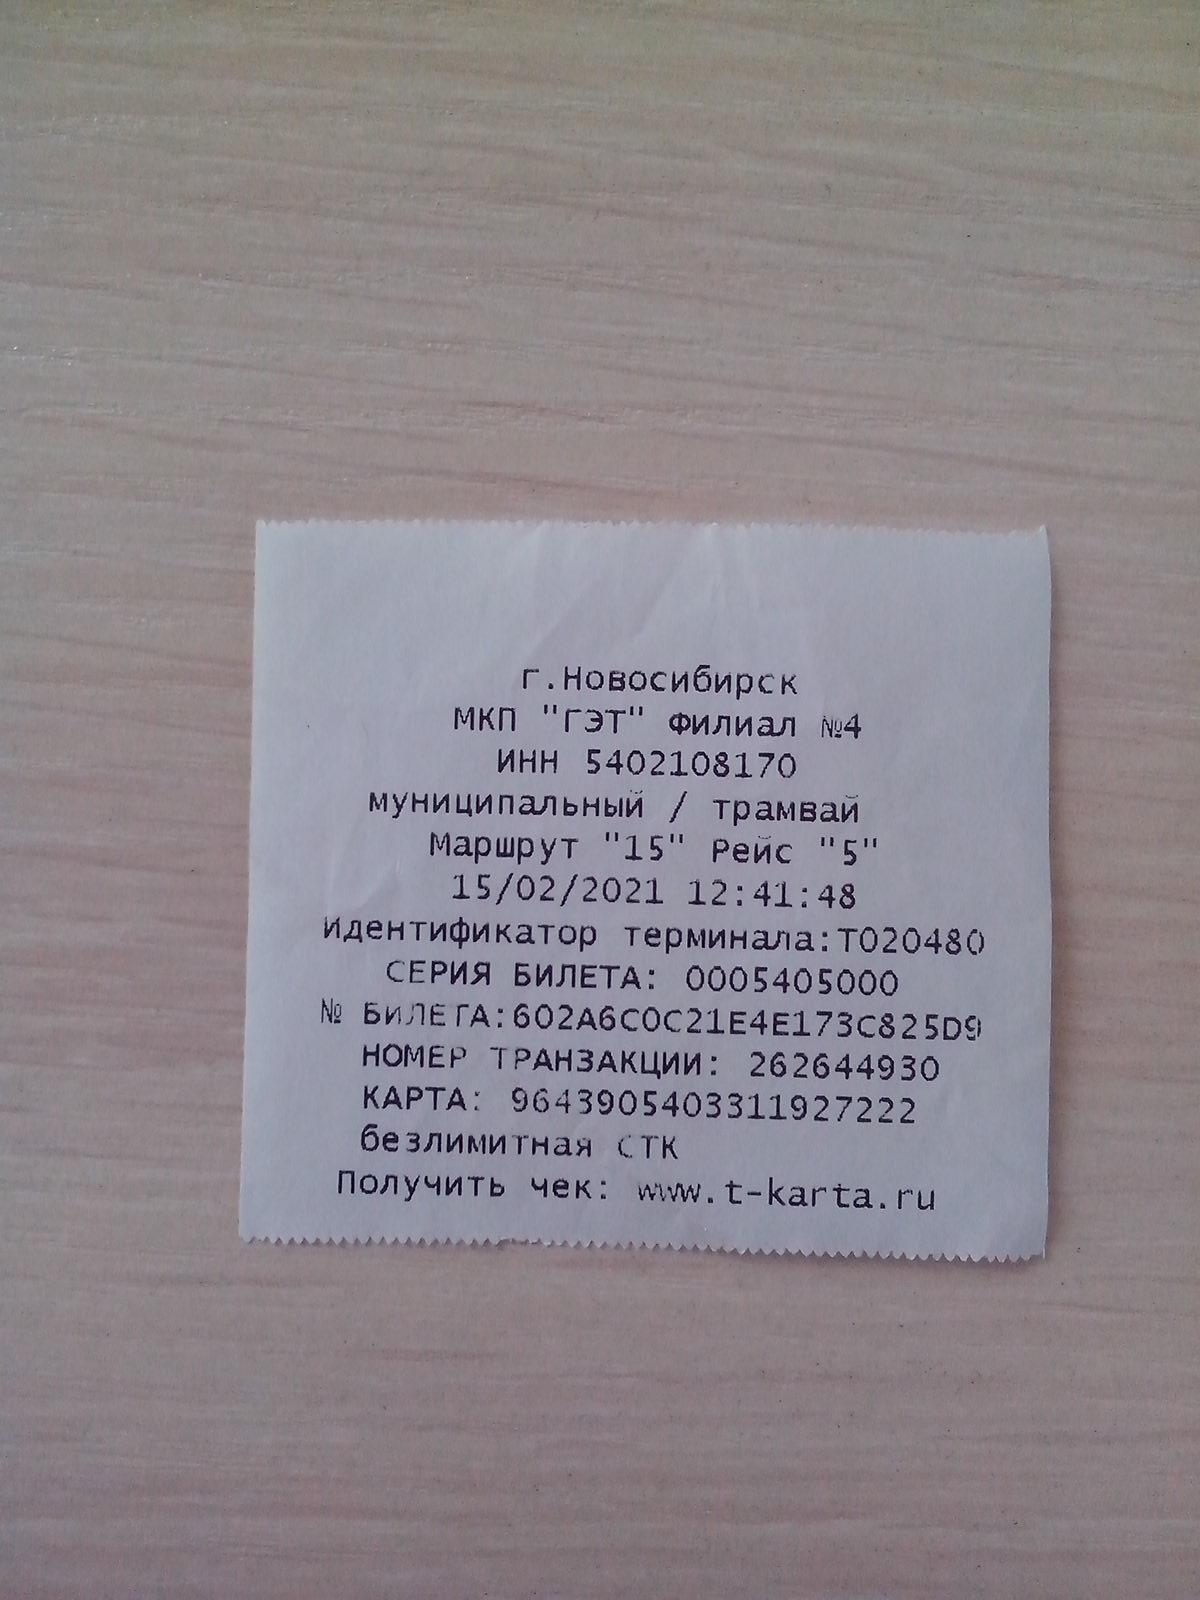 г.Новосибирск
МКП "ГЭТ" Филиал №4
ИНН 5402108170
муниципальный / трамвай
Маршрут "15" Рейс "5"
15/02/2021 12:41:48
Идентификатор терминала:T020480
СЕРИЯ БИЛЕТА: 0005405000
№ БИЛЕТА:602A6C0C21E4E173C825D9
НОМЕР ТРАНЗАКЦИИ: 262644930
КАРТА: 9643905403311927222
безлимитная СТК
Получить чек: www.t-karta.ru